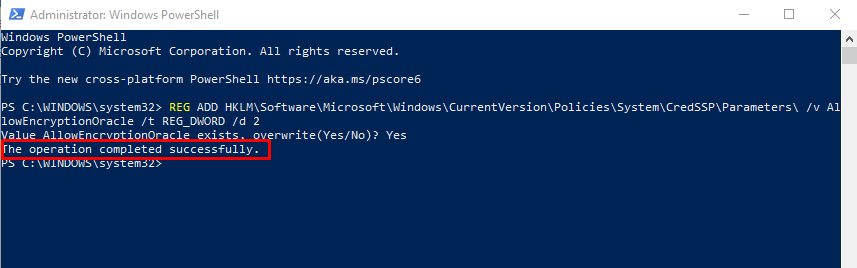 Administrator: Windows PowerShell
Windows PowerShell
Copyright (C) Microsoft Corporation. All rights reserved.
Try the new cross-platform PowerShell https://aka.ms/pscore6
PS C:\WINDOWS\system32> REG ADD HKLM\Software\Microsoft\Windows\CurrentVersion\Policies\System\CredSSP\Parameters\ /v Al
lowEncryptionOracle /t REG_DWORD /d 2
Value AllowEncryptionOracle exists, overwrite(Yes/No)? Yes
The operation completed successfully.
PS C:\WINDOWS\system32>